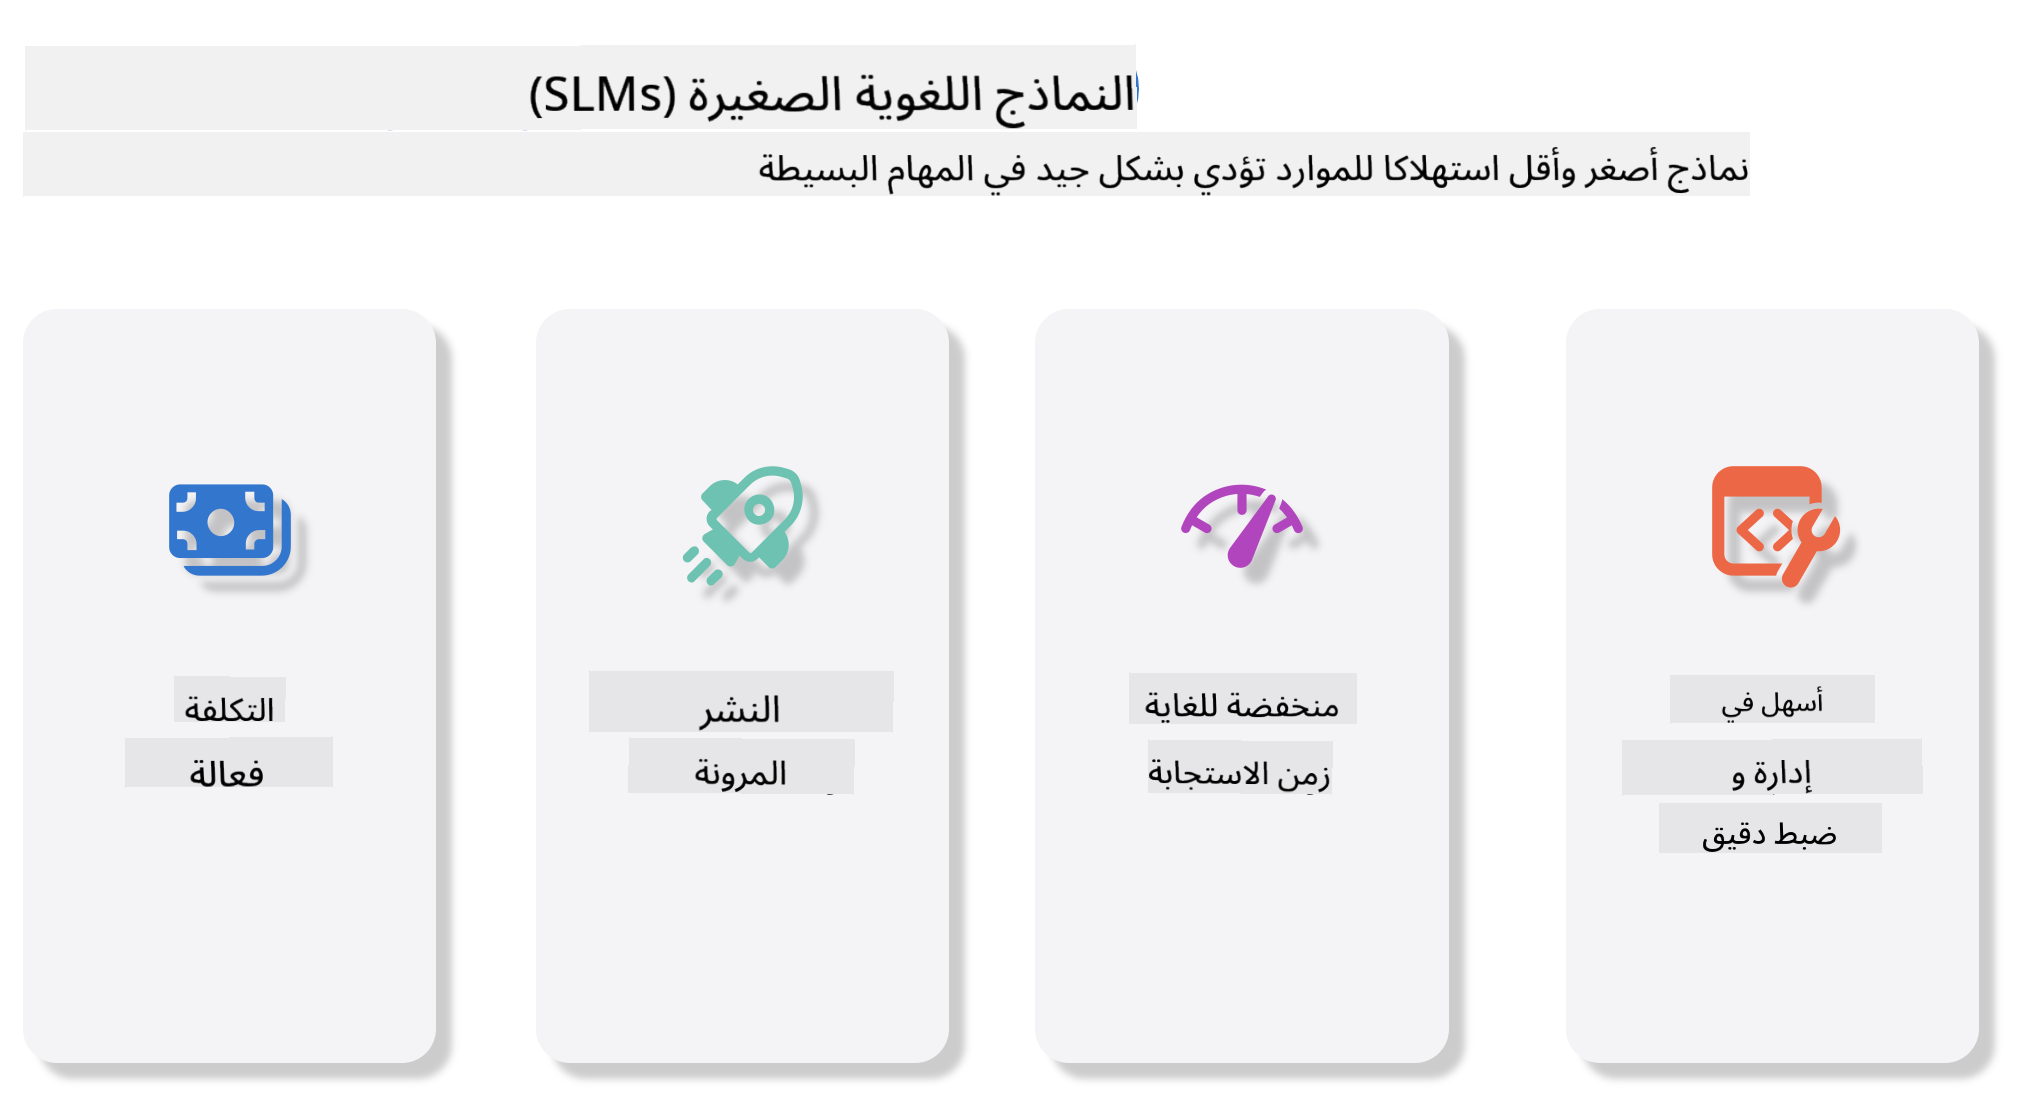 النماذج اللغوية الصغيرة (SLMs)
نماذج أصغر وأقل استهلاكا للموارد تؤدي بشكل جيد في المهام البسيطة
التكلفة
فعالة
النشر
المرونة
منخفضة للغاية
زمن الاستجابة
أسهل في
إدارة و
ضبط دقيق